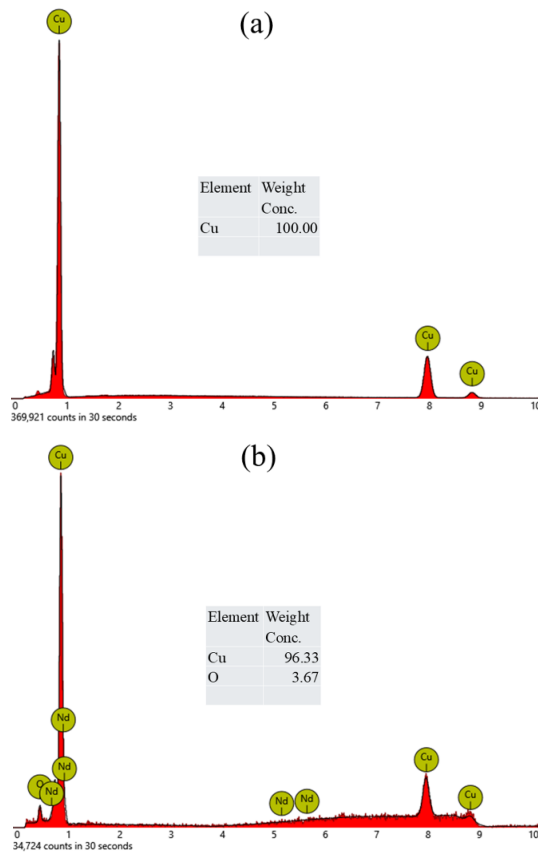 (a)
Cu
Element Weight
Conc.
Cu 100.00
Cu
Cu
0 1 2 3 4 5 6 7 8 9 10
369,921 counts in 30 seconds
(b)
Cu
Element Weight
Conc.
Cu 96.33
O 3.67
Nd
Nd
O
Nd
Nd Nd
Cu
Cu
0 1 2 3 4 5 6 7 8 9 10
34,724 counts in 30 seconds